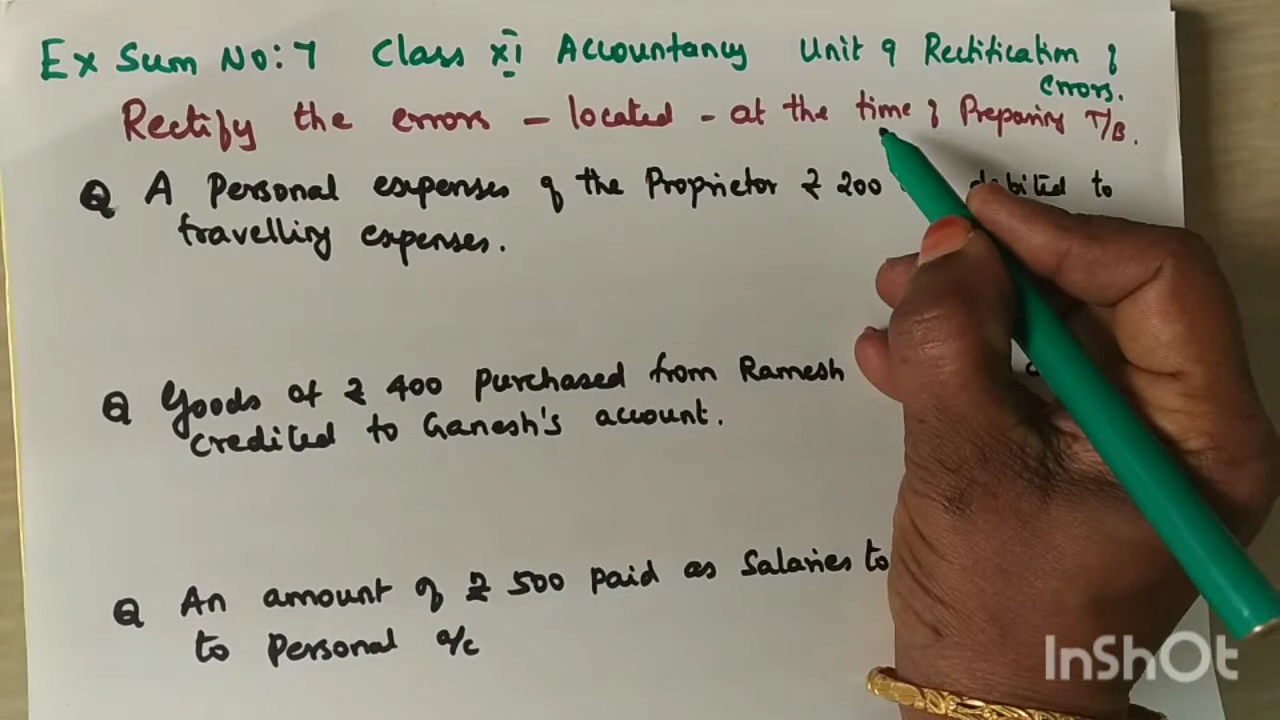 Ex Sum No: 7 Class XI Accountancy Unit 9 Rectification of
errors.
Rectify the errors – located – at the time of Preparing T/B.
Q A Personal expenses of the Proprietor ₹ 200 debited to
travelling expenses.
Q Goods of ₹ 400 purchased from Ramesh
credited to Ganesh's account.
Q An amount of ₹ 500 paid as salaries to
to personal a/c
InShOt